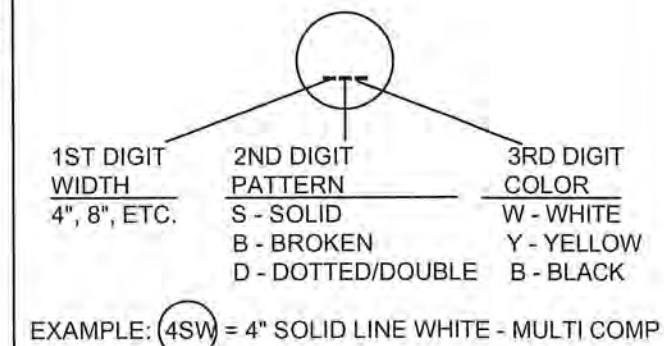 1ST DIGIT 2ND DIGIT 3RD DIGIT
WIDTH PATTERN COLOR
4", 8", ETC. S - SOLID W - WHITE
B - BROKEN Y - YELLOW
D - DOTTED/DOUBLE B - BLACK
EXAMPLE: 4SW = 4" SOLID LINE WHITE - MULTI COMP